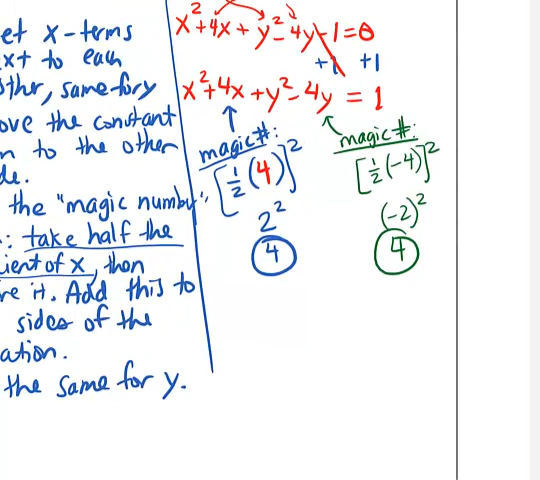 et x-terms
xt to each
other, same for y
ove the constant
n to the other
de.
the "magic number",
: take half the
ient of x, then
re it. Add this to
sides of the
ation.
the same for y.
x²+4x+y²-4y-1=0
+1 +1
x²+4x+y²-4y = 1
magic #:
[½(4)]²
2²
4
magic #:
[½(-4)]²
(-2)²
4